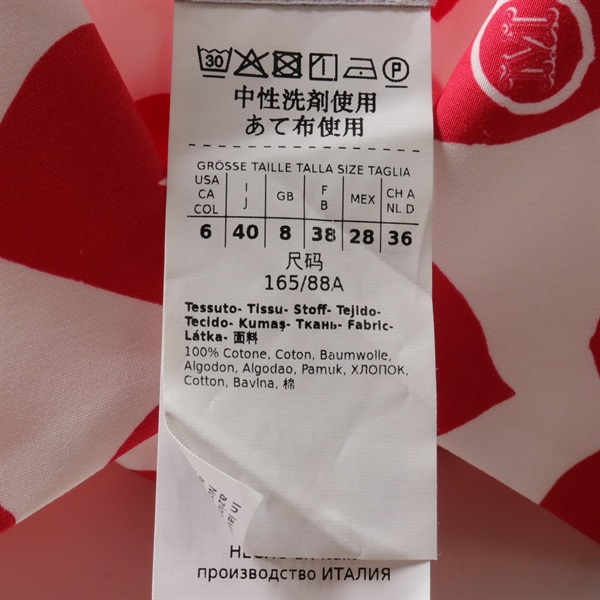 30
P
中性洗剤使用
あて布使用
GRÖSSE TAILLE TALLA SIZE TAGLIA
USA CA COL | I J | GB | F B | MEX | CH A NL D
6 | 40 | 8 | 38 | 28 | 36
尺码
165/88A
Tessuto- Tissu- Stoff- Tejido-
Tecido- Kumaş- Ткань- Fabric-
Látka- 面料
100% Cotone, Coton, Baumwolle,
Algodon, Algodao, Pamuk, ХЛОПОК,
Cotton, Bavlna, 棉
In
производство ИТАЛИЯ
M